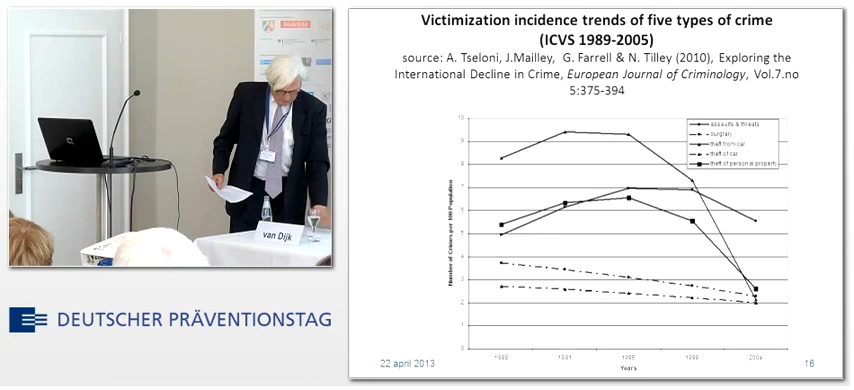 Victimization incidence trends of five types of crime
(ICVS 1989-2005)
source: A. Tseloni, J.Mailley, G. Farrell & N. Tilley (2010), Exploring the
International Decline in Crime, European Journal of Criminology, Vol.7.no
5:375-394
van Dijk
DEUTSCHER PRÄVENTIONSTAG
assaults & threats
burglary
theft from car
theft of car
theft of personal property
Number of Crimes per 100 Population
10
9
8
7
6
5
4
3
2
1
0
1988 1991 1995 1999 2004
Years
22 april 2013
16